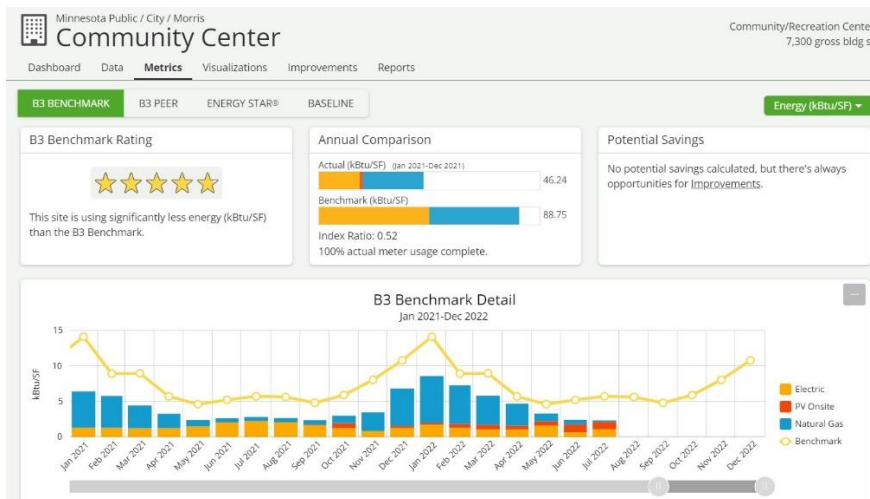 Minnesota Public / City / Morris
Community Center
Community/Recreation Cente
7,300 gross bldg s
Dashboard Data Metrics Visualizations Improvements Reports
B3 BENCHMARK B3 PEER ENERGY STAR® BASELINE
Energy (kBtu/SF)
B3 Benchmark Rating
This site is using significantly less energy (kBtu/SF)
than the B3 Benchmark.
Annual Comparison
Actual (kBtu/SF) (Jan 2021-Dec 2021)
46.24
Benchmark (kBtu/SF)
88.75
Index Ratio: 0.52
100% actual meter usage complete.
Potential Savings
No potential savings calculated, but there's always
opportunities for Improvements.
B3 Benchmark Detail
Jan 2021-Dec 2022
kBtu/SF
15
10
5
0
Jan 2021
Feb 2021
Mar 2021
Apr 2021
May 2021
Jun 2021
Jul 2021
Aug 2021
Sep 2021
Oct 2021
Nov 2021
Dec 2021
Jan 2022
Feb 2022
Mar 2022
Apr 2022
May 2022
Jun 2022
Jul 2022
Aug 2022
Sep 2022
Oct 2022
Nov 2022
Dec 2022
Electric
PV Onsite
Natural Gas
Benchmark